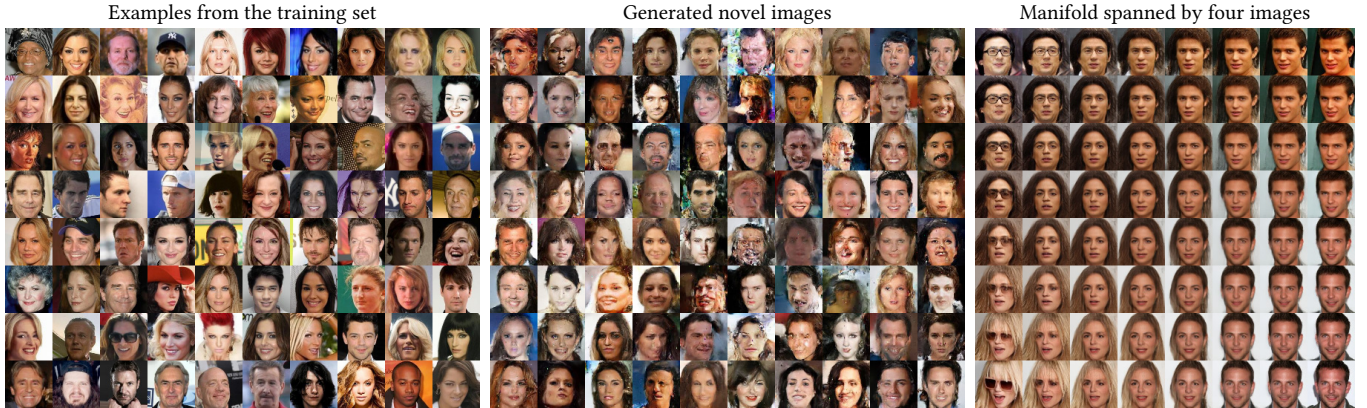 Examples from the training set
Generated novel images
Manifold spanned by four images